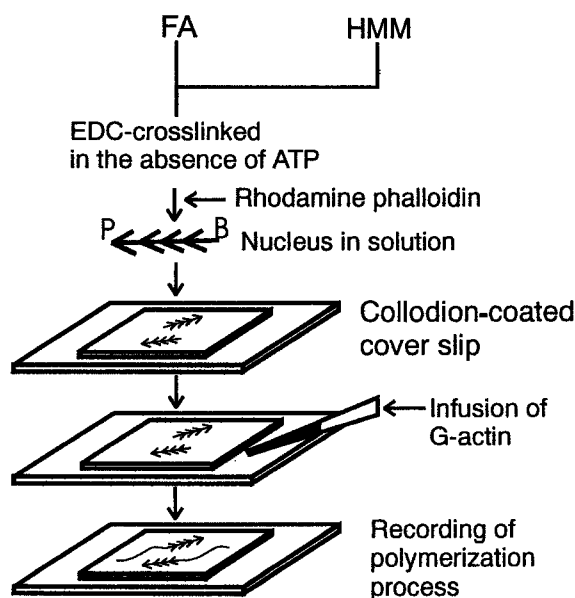 FA
HMM
EDC-crosslinked
in the absence of ATP
Rhodamine phalloidin
P
B
Nucleus in solution
Collodion-coated
cover slip
Infusion of
G-actin
Recording of
polymerization
process